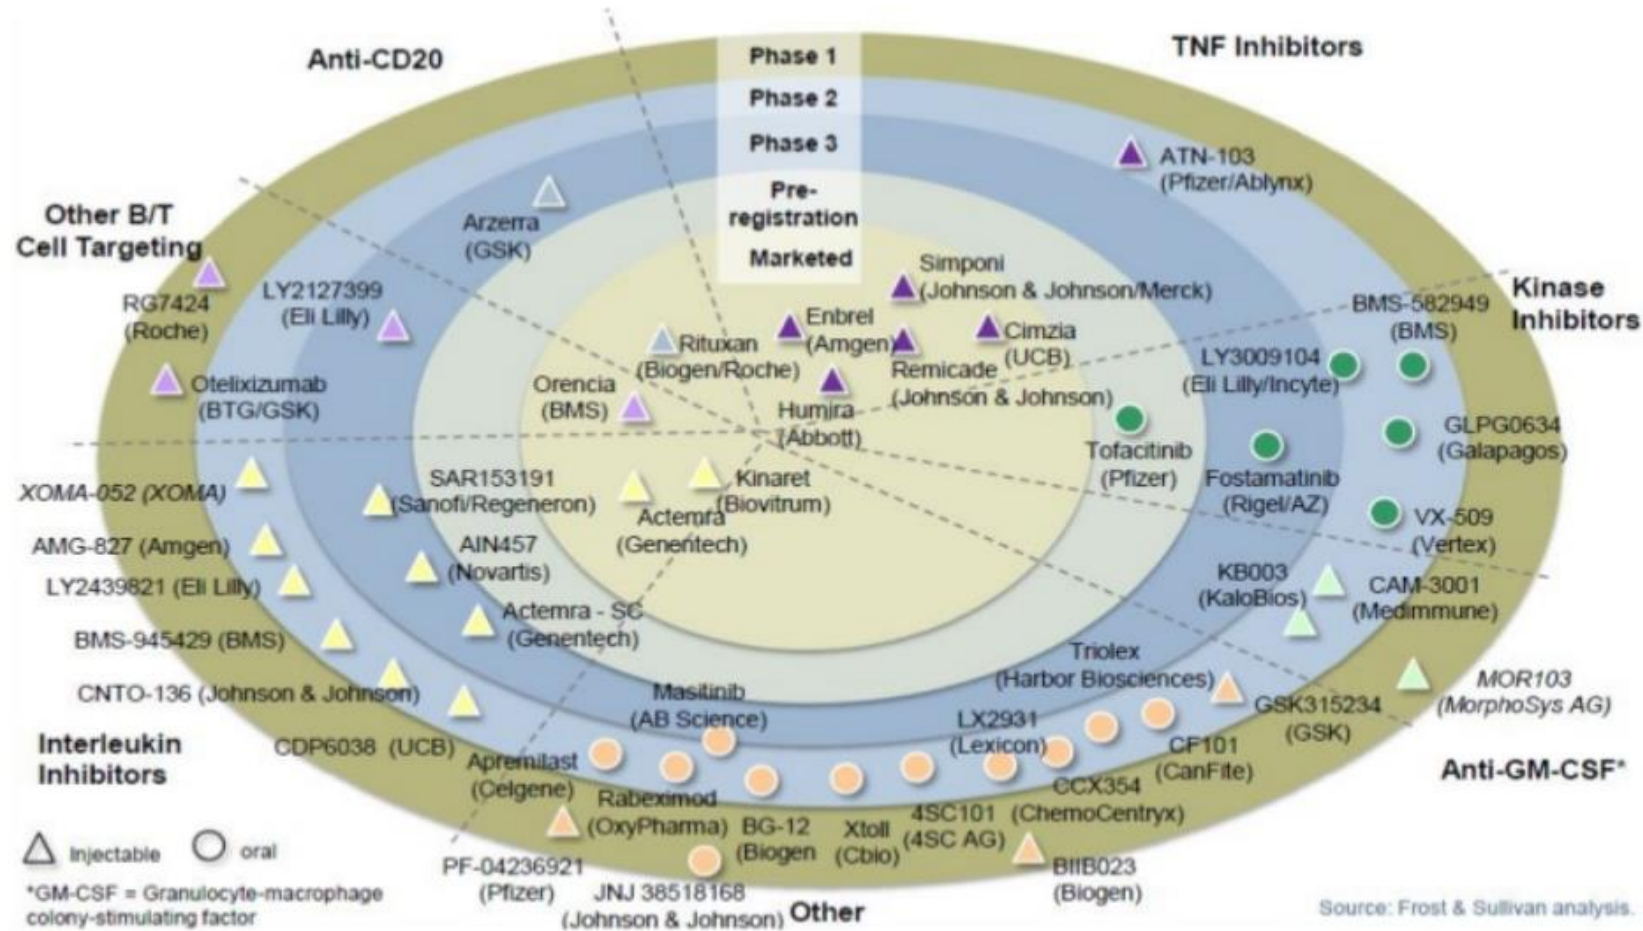 Anti-CD20
TNF Inhibitors
Phase 1
Phase 2
Phase 3
Pre-
registration
Marketed
ATN-103
(Pfizer/Ablynx)
Other B/T
Cell Targeting
Arzerra
(GSK)
RG7424
(Roche)
LY2127399
(Eli Lilly)
Otelixizumab
(BTG/GSK)
Simponi
(Johnson & Johnson/Merck)
Enbrel
(Amgen)
Cimzia
(UCB)
Rituxan
(Biogen/Roche)
Remicade
(Johnson & Johnson)
Orencia
(BMS)
Humira
(Abbott)
Kinase
Inhibitors
BMS-582949
(BMS)
LY3009104
(Eli Lilly/Incyte)
GLPG0634
(Galapagos)
Tofacitinib
(Pfizer)
Fostamatinib
(Rigel/AZ)
VX-509
(Vertex)
XOMA-052 (XOMA)
SAR153191
(Sanofi/Regeneron)
Kinaret
(Biovitrum)
Actemra
(Genentech)
AMG-827 (Amgen)
AIN457
(Novartis)
LY2439821 (Eli Lilly)
Actemra - SC
(Genentech)
BMS-945429 (BMS)
CNTO-136 (Johnson & Johnson)
CDP6038 (UCB)
KB003
(KaloBios)
CAM-3001
(Medimmune)
Triolex
(Harbor Biosciences)
MOR103
(MorphoSys AG)
GSK315234
(GSK)
Masitinib
(AB Science)
LX2931
(Lexicon)
CF101
(CanFite)
Interleukin
Inhibitors
Anti-GM-CSF*
Apremilast
(Celgene)
Rabeximod
(OxyPharma)
BG-12
(Biogen
Xtoll
(Cbio)
4SC101
(4SC AG)
CCX354
(ChemoCentryx)
PF-04236921
(Pfizer)
JNJ 38518168
(Johnson & Johnson)
BIIB023
(Biogen)
Other
Injectable
oral
*GM-CSF = Granulocyte-macrophage
colony-stimulating factor
Source: Frost & Sullivan analysis.